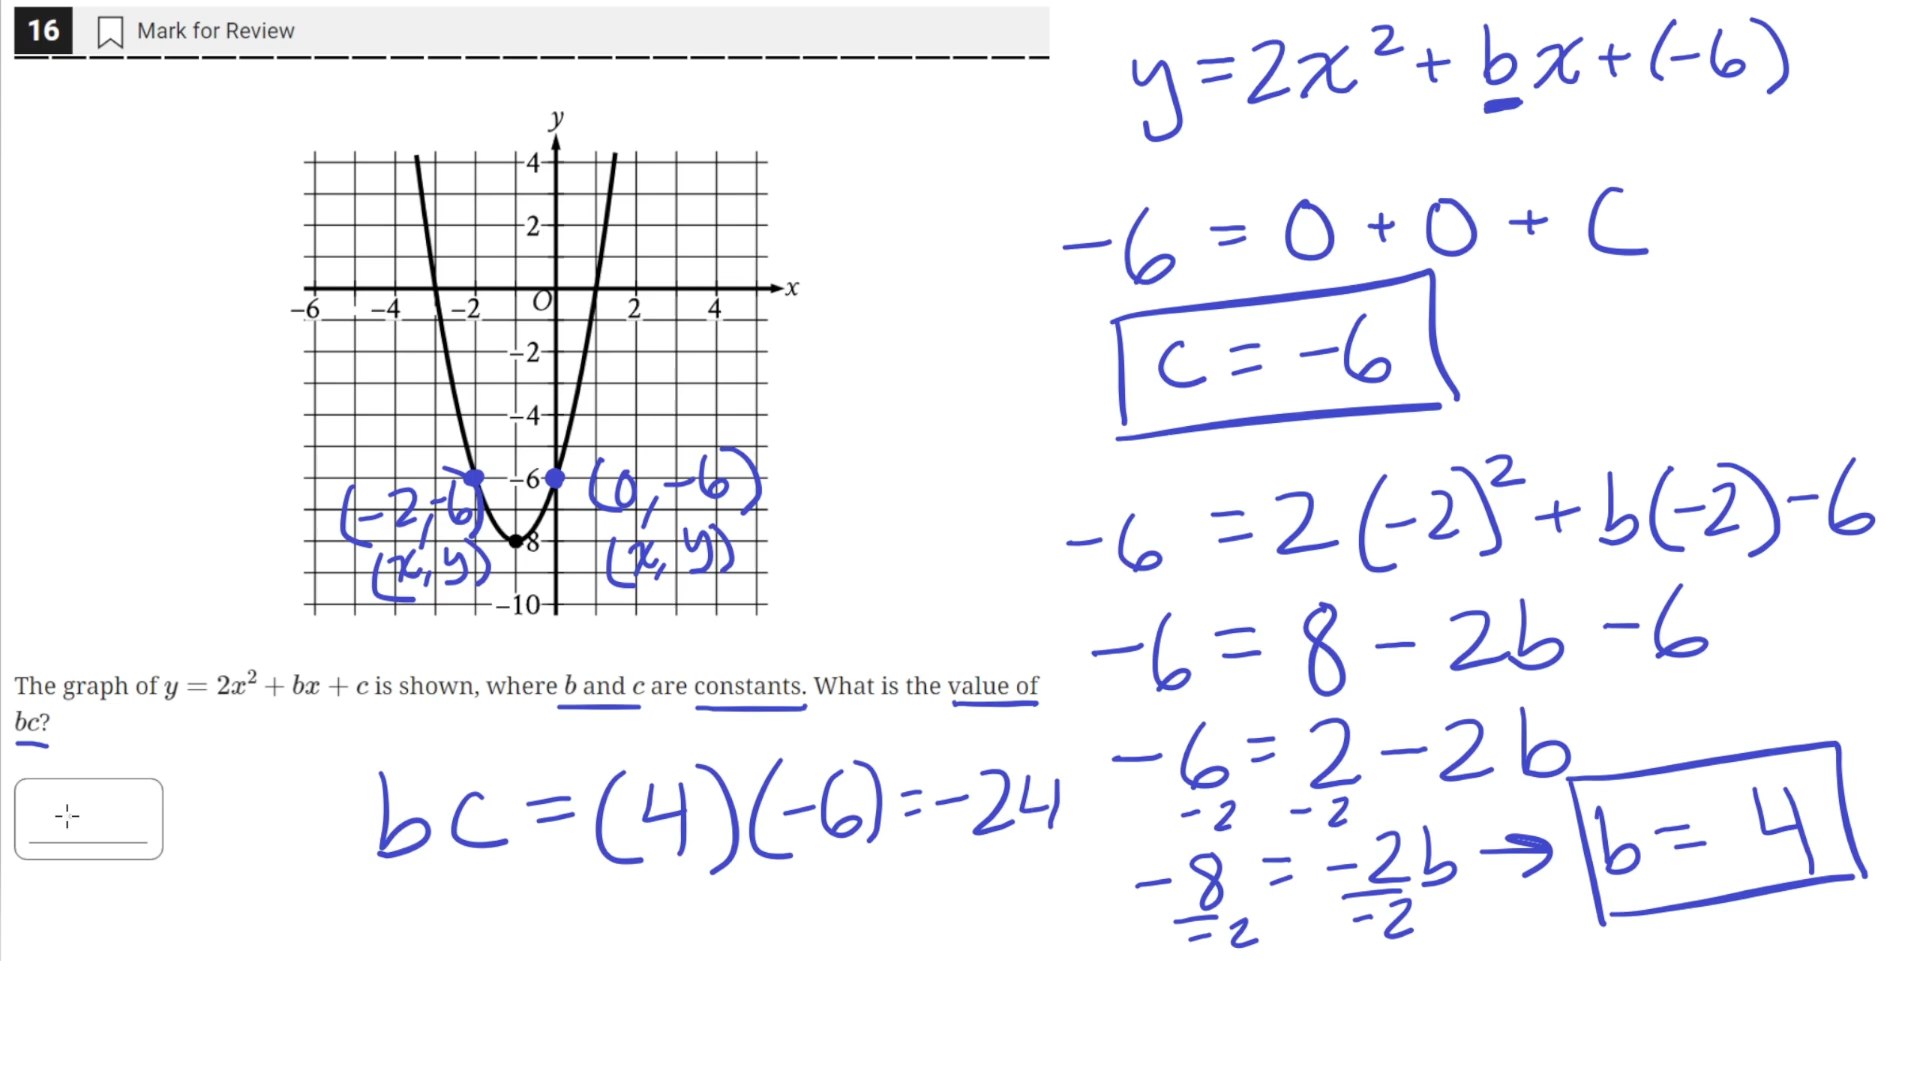 16 Mark for Review
y
4
2
-6 -4 -2 O 2 4 x
-2
-4
-6
-8
-10
(-2,-6)
(x,y)
(0,-6)
(x,y)
The graph of y = 2x² + bx + c is shown, where b and c are constants. What is the value of
bc?
bc = (4)(-6) = -24
y = 2x² + bx + (-6)
-6 = 0 + 0 + C
c = -6
-6 = 2(-2)² + b(-2) - 6
-6 = 8 - 2b - 6
-6 = 2 - 2b
-2 -2
-8 = -2b → b = 4
-2 -2